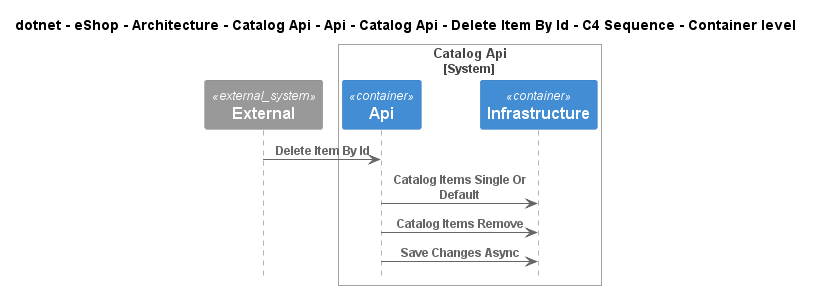 dotnet - eShop - Architecture - Catalog Api - Api - Catalog Api - Delete Item By Id - C4 Sequence - Container level
Catalog Api
[System]
«external_system»
External
«container»
Api
«container»
Infrastructure
Delete Item By Id
Catalog Items Single Or
Default
Catalog Items Remove
Save Changes Async